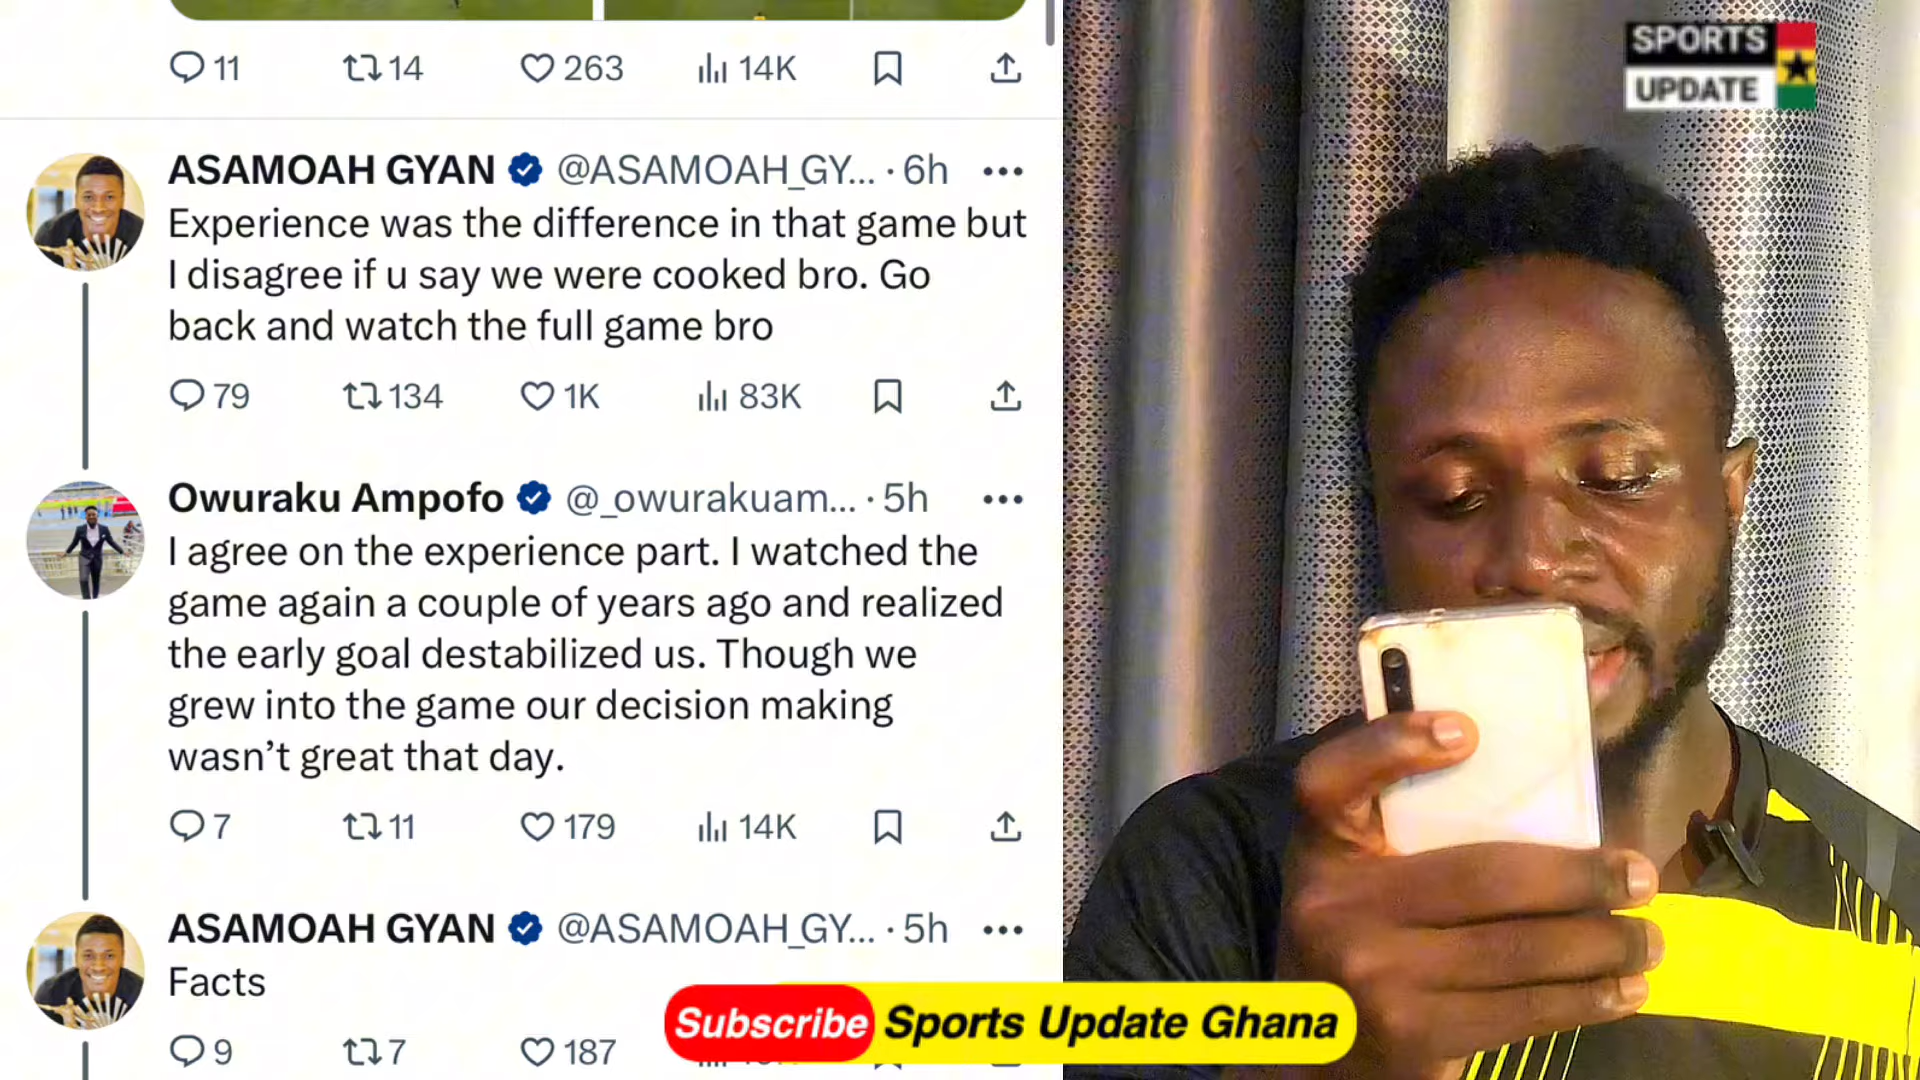 11 14 263 14K
SPORTS
UPDATE
ASAMOAH GYAN @ASAMOAH_GY... · 6h
Experience was the difference in that game but
I disagree if u say we were cooked bro. Go
back and watch the full game bro
79 134 1K 83K
Owuraku Ampofo @_owurakuam... · 5h
I agree on the experience part. I watched the
game again a couple of years ago and realized
the early goal destabilized us. Though we
grew into the game our decision making
wasn’t great that day.
7 11 179 14K
ASAMOAH GYAN @ASAMOAH_GY... · 5h
Facts
9 7 187
Subscribe Sports Update Ghana